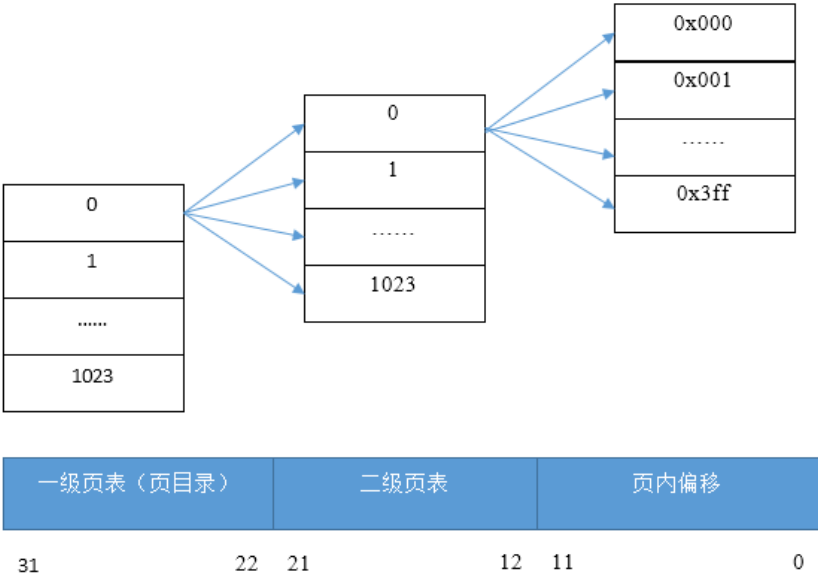 0x000
0x001
……
0x3ff
0
1
……
1023
0
1
……
1023
一级页表（页目录） 二级页表 页内偏移
31 22 21 12 11 0